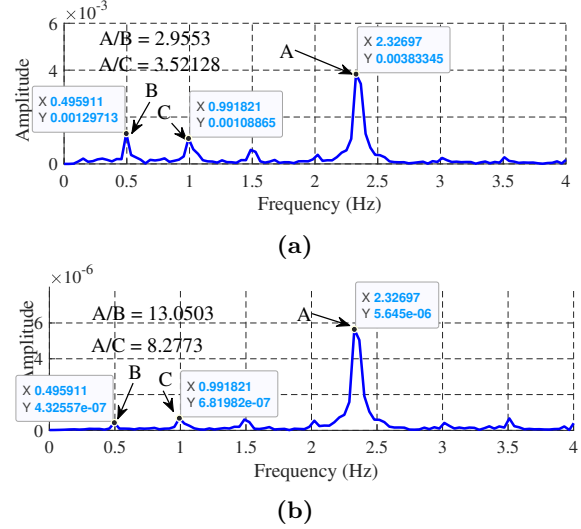 ×10⁻³
A/B = 2.9553
A/C = 3.52128
A
X 2.32697
Y 0.00383345
X 0.495911
Y 0.00129713
B
C
X 0.991821
Y 0.00108865
6
4
2
0
Amplitude
0 0.5 1 1.5 2 2.5 3 3.5 4
Frequency (Hz)
(a)
×10⁻⁶
A/B = 13.0503
A/C = 8.2773
A
X 2.32697
Y 5.645e-06
X 0.495911
Y 4.32557e-07
B
C
X 0.991821
Y 6.81982e-07
6
0
Amplitude
0 0.5 1 1.5 2 2.5 3 3.5 4
Frequency (Hz)
(b)